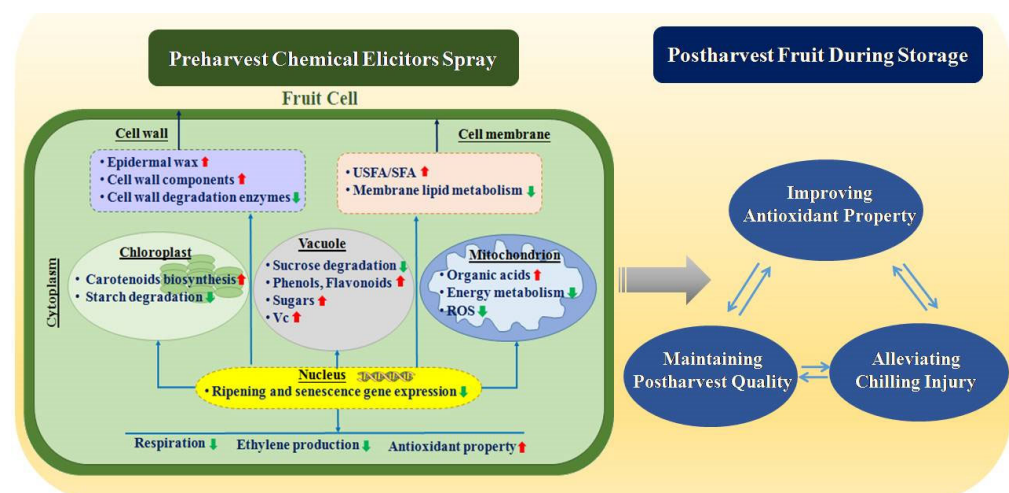 Preharvest Chemical Elicitors Spray
Postharvest Fruit During Storage
Fruit Cell
Cell wall
• Epidermal wax
• Cell wall components
• Cell wall degradation enzymes
Cell membrane
• USFA/SFA
• Membrane lipid metabolism
Cytoplasm
Chloroplast
• Carotenoids biosynthesis
• Starch degradation
Vacuole
• Sucrose degradation
• Phenols, Flavonoids
• Sugars
• Vc
Mitochondrion
• Organic acids
• Energy metabolism
• ROS
Nucleus
• Ripening and senescence gene expression
Respiration
Ethylene production
Antioxidant property
Improving
Antioxidant Property
Maintaining
Postharvest Quality
Alleviating
Chilling Injury